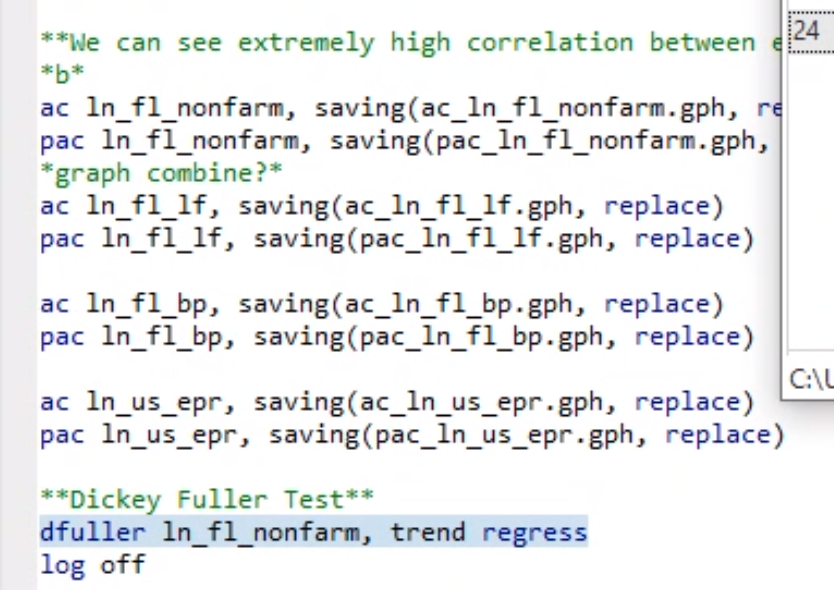 **We can see extremely high correlation between
24
*b*
ac ln_fl_nonfarm, saving(ac_ln_fl_nonfarm.gph, re
pac ln_fl_nonfarm, saving(pac_ln_fl_nonfarm.gph,
*graph combine?*
ac ln_fl_lf, saving(ac_ln_fl_lf.gph, replace)
pac ln_fl_lf, saving(pac_ln_fl_lf.gph, replace)
ac ln_fl_bp, saving(ac_ln_fl_bp.gph, replace)
pac ln_fl_bp, saving(pac_ln_fl_bp.gph, replace)
C:\U
ac ln_us_epr, saving(ac_ln_us_epr.gph, replace)
pac ln_us_epr, saving(pac_ln_us_epr.gph, replace)
**Dickey Fuller Test**
dfuller ln_fl_nonfarm, trend regress
log off